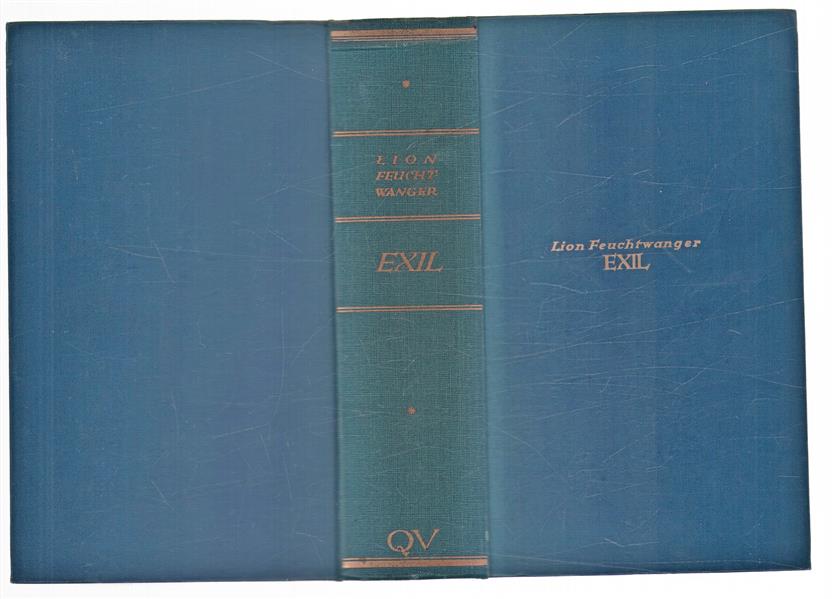 LION
FEUCHT
WANGER
EXIL
QV
Lion Feuchtwanger
EXIL